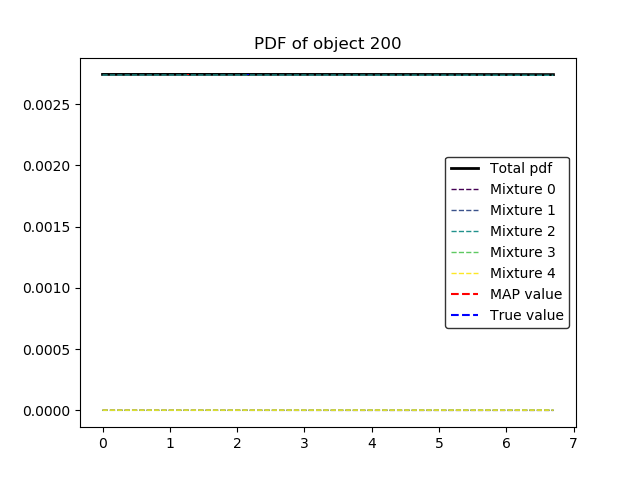 PDF of object 200
0.0025
0.0020
0.0015
0.0010
0.0005
0.0000
Total pdf
Mixture 0
Mixture 1
Mixture 2
Mixture 3
Mixture 4
MAP value
True value
0 1 2 3 4 5 6 7